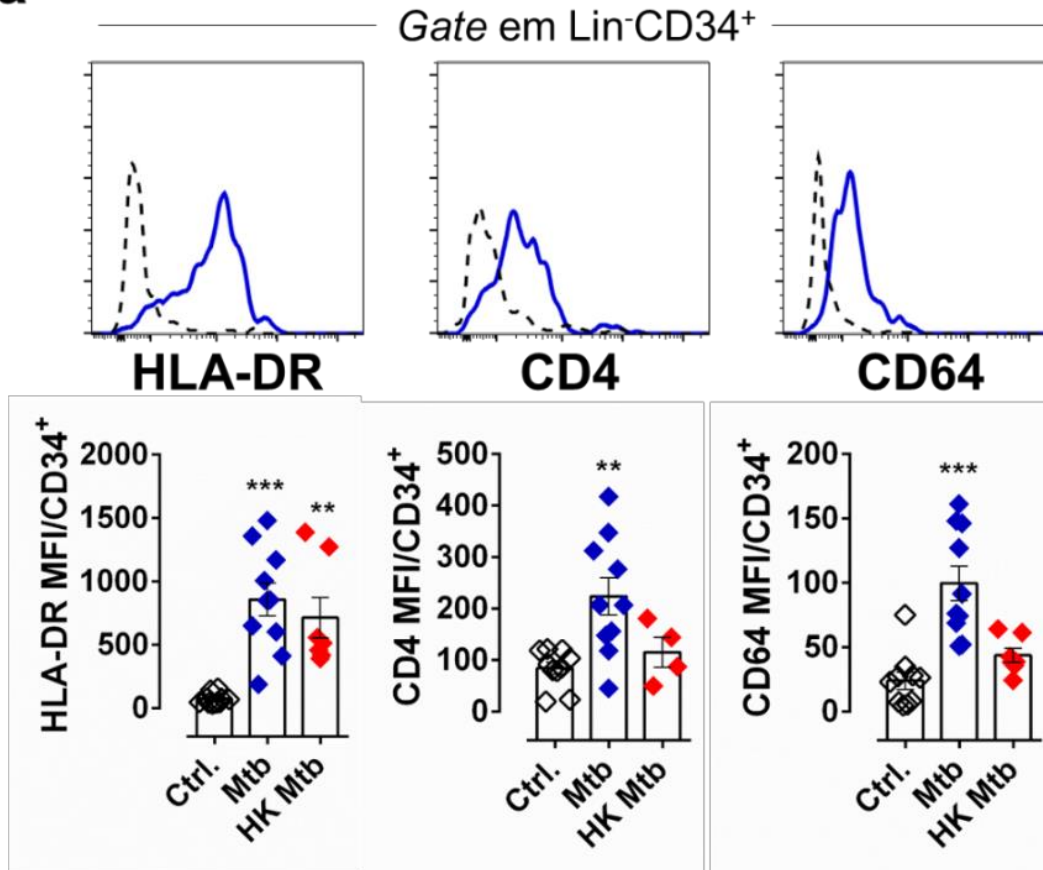 Gate em Lin⁻CD34⁺
HLA-DR
CD4
CD64
HLA-DR MFI/CD34⁺
2000
1500
1000
500
0
***
**
Ctrl.
Mtb
HK Mtb
CD4 MFI/CD34⁺
500
400
300
200
100
0
**
Ctrl.
Mtb
HK Mtb
CD64 MFI/CD34⁺
200
150
100
50
0
***
Ctrl.
Mtb
HK Mtb